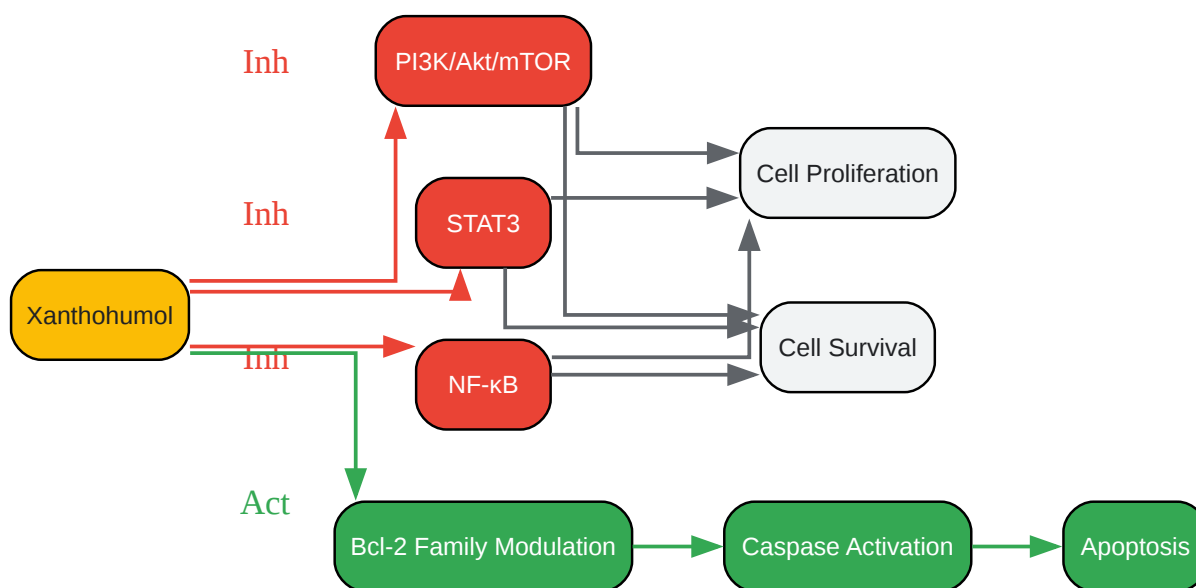 Inh
PI3K/Akt/mTOR
Cell Proliferation
Inh
STAT3
Xanthohumol
Cell Survival
Inh
NF-κB
Act
Bcl-2 Family Modulation
Caspase Activation
Apoptosis